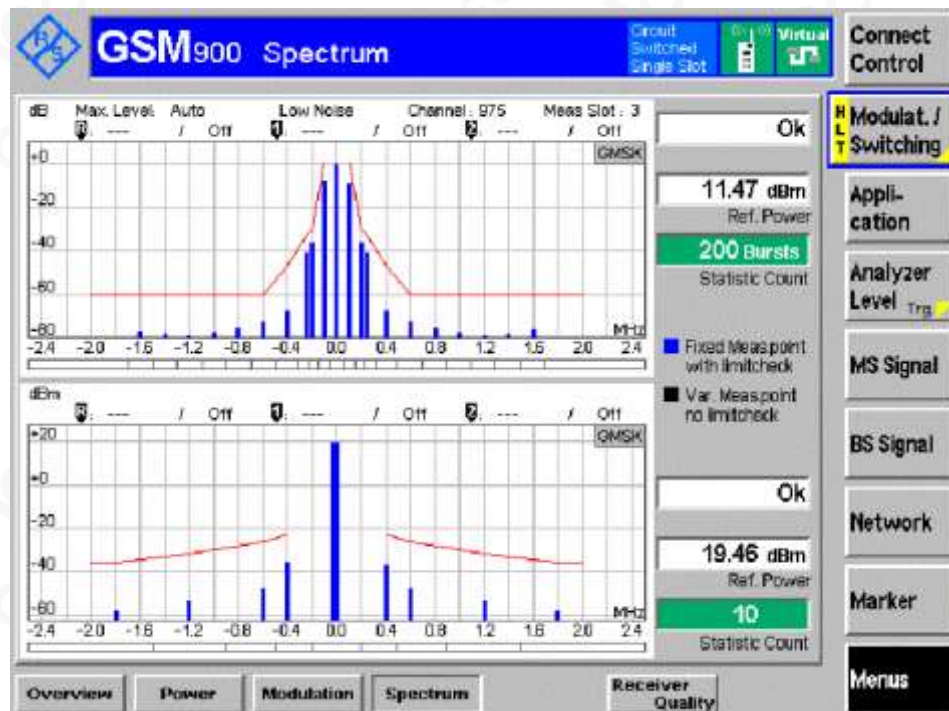 GSM900 Spectrum
Circuit Switched Single Slot
Virtual
Connect Control
dB Max. Level: Auto Low Noise Channel: 975 Meas Slot: 3
R: --- / Off 1: --- / Off 2: --- / Off
GMSK
+0
-20
-40
-60
-80
MHz
-2.4 -2.0 -1.6 -1.2 -0.8 -0.4 0.0 0.4 0.8 1.2 1.6 2.0 2.4
Ok
11.47 dBm
Ref. Power
200 Bursts
Statistic Count
Fixed Meas.point
with limitcheck
Var. Meas.point
no limitcheck
dBm
R: --- / Off 1: --- / Off 2: --- / Off
GMSK
+20
+0
-20
-40
-60
MHz
-2.4 -2.0 -1.6 -1.2 -0.8 -0.4 0.0 0.4 0.8 1.2 1.6 2.0 2.4
Ok
19.46 dBm
Ref. Power
10
Statistic Count
HLT
Modulat. /
Switching
Appli-
cation
Analyzer
Level Trg
MS Signal
BS Signal
Network
Marker
Menus
Overview
Power
Modulation
Spectrum
Receiver
Quality